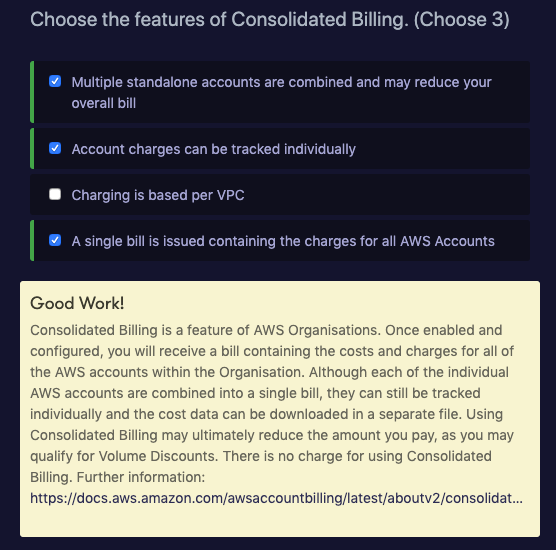 Choose the features of Consolidated Billing. (Choose 3)
Multiple standalone accounts are combined and may reduce your
overall bill
Account charges can be tracked individually
Charging is based per VPC
A single bill is issued containing the charges for all AWS Accounts
Good Work!
Consolidated Billing is a feature of AWS Organisations. Once enabled and
configured, you will receive a bill containing the costs and charges for all of
the AWS accounts within the Organisation. Although each of the individual
AWS accounts are combined into a single bill, they can still be tracked
individually and the cost data can be downloaded in a separate file. Using
Consolidated Billing may ultimately reduce the amount you pay, as you may
qualify for Volume Discounts. There is no charge for using Consolidated
Billing. Further information:
https://docs.aws.amazon.com/awsaccountbilling/latest/aboutv2/consolidat...